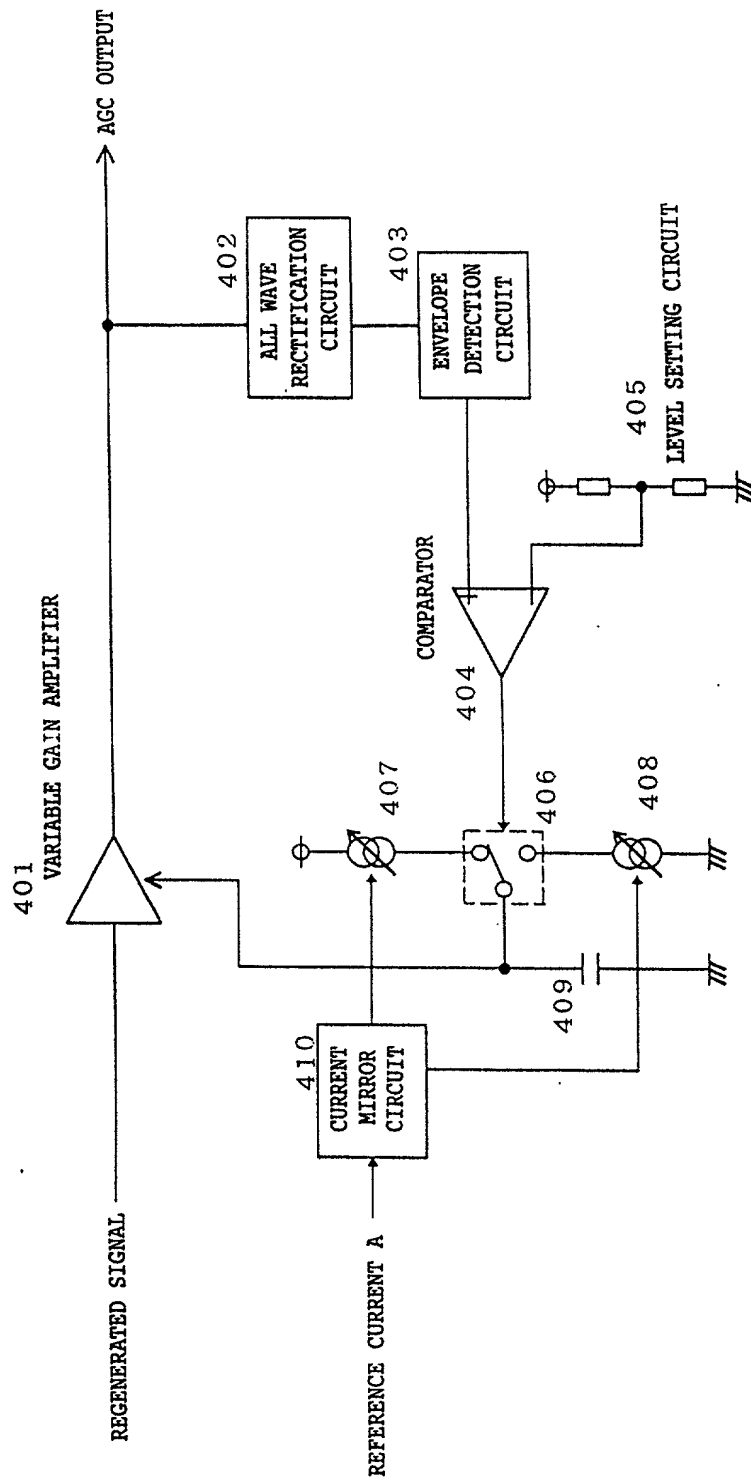 401
VARIABLE GAIN AMPLIFIER
REGENERATED SIGNAL
AGC OUTPUT
402
ALL WAVE
RECTIFICATION
CIRCUIT
403
ENVELOPE
DETECTION
CIRCUIT
405
LEVEL SETTING CIRCUIT
COMPARATOR
404
407
406
408
409
410
CURRENT
MIRROR
CIRCUIT
REFERENCE CURRENT A